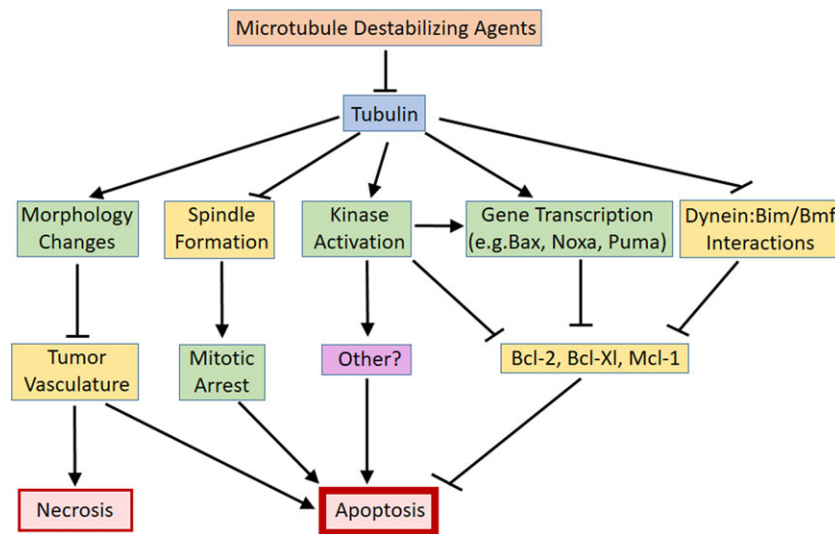 Microtubule Destabilizing Agents
Tubulin
Morphology
Changes
Spindle
Formation
Kinase
Activation
Gene Transcription
(e.g.Bax, Noxa, Puma)
Dynein:Bim/Bmf
Interactions
Tumor
Vasculature
Mitotic
Arrest
Other?
Bcl-2, Bcl-Xl, Mcl-1
Necrosis
Apoptosis